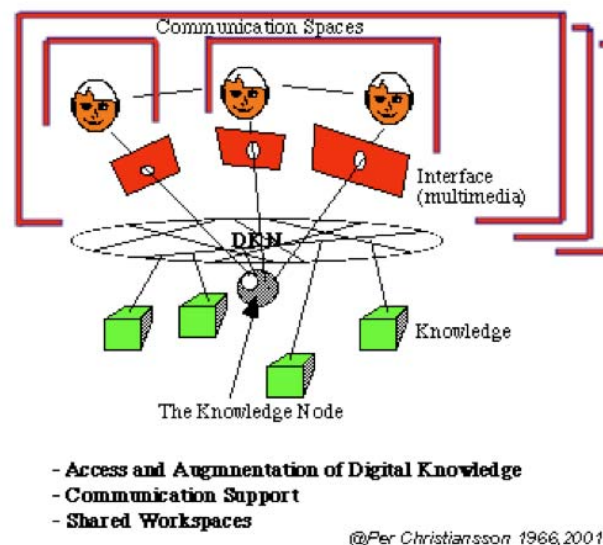 Communication Spaces
Interface
(multimedia)
DKN
Knowledge
The Knowledge Node
- Access and Augmnentation of Digital Knowledge
- Communication Support
- Shared Workspaces
@Per Christiansson 1966,2001